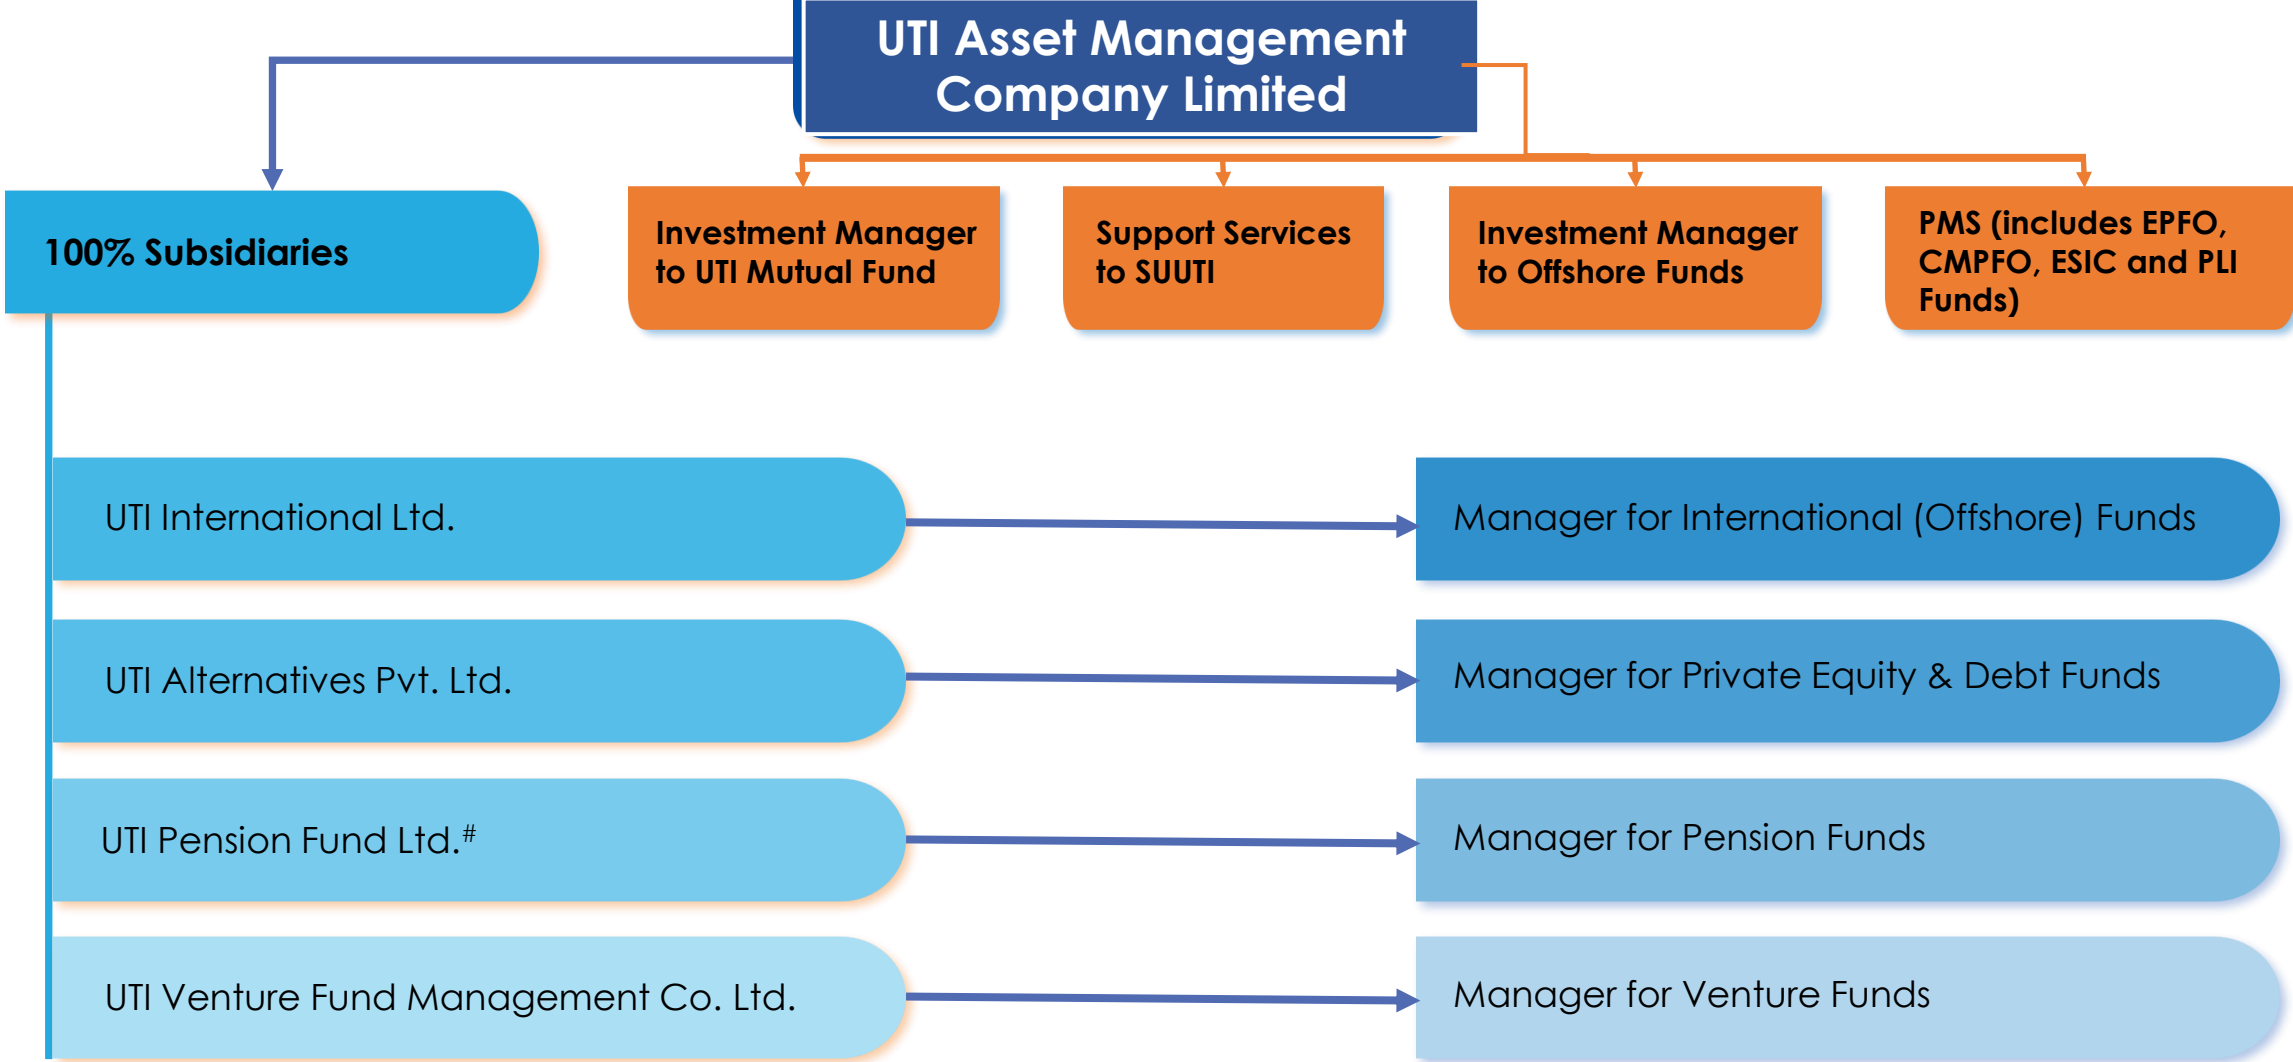 UTI Asset Management
Company Limited
100% Subsidiaries
Investment Manager
to UTI Mutual Fund
Support Services
to SUUTI
Investment Manager
to Offshore Funds
PMS (includes EPFO,
CMPFO, ESIC and PLI
Funds)
UTI International Ltd.
Manager for International (Offshore) Funds
UTI Alternatives Pvt. Ltd.
Manager for Private Equity & Debt Funds
UTI Pension Fund Ltd.#
Manager for Pension Funds
UTI Venture Fund Management Co. Ltd.
Manager for Venture Funds